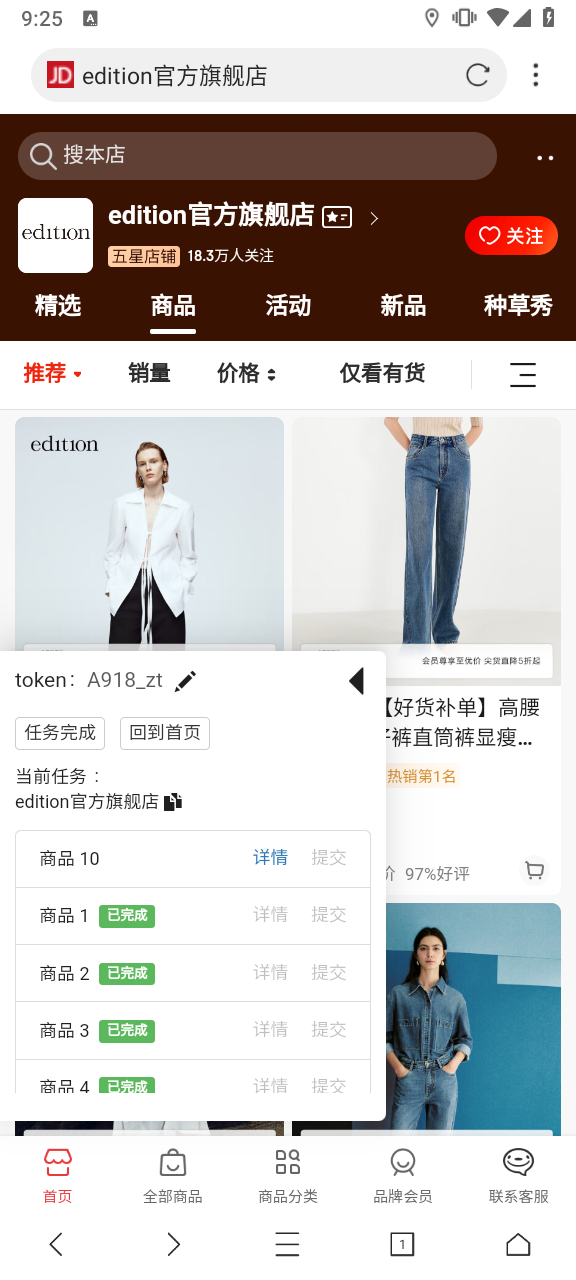 9:25
A
JD edition官方旗舰店
搜本店
edition
edition官方旗舰店
五星店铺 18.3万人关注
关注
精选 商品 活动 新品 种草秀
推荐 销量 价格 仅看有货
edition
会员尊享至优价 尖货直降5折起
token: A918_zt
任务完成 回到首页
当前任务：
edition官方旗舰店
商品 10 详情 提交
商品 1 已完成 详情 提交
商品 2 已完成 详情 提交
商品 3 已完成 详情 提交
商品 4 已完成 详情 提交
【好货补单】高腰
裤直筒裤显瘦...
热销第1名
97%好评
首页 全部商品 商品分类 品牌会员 联系客服
1